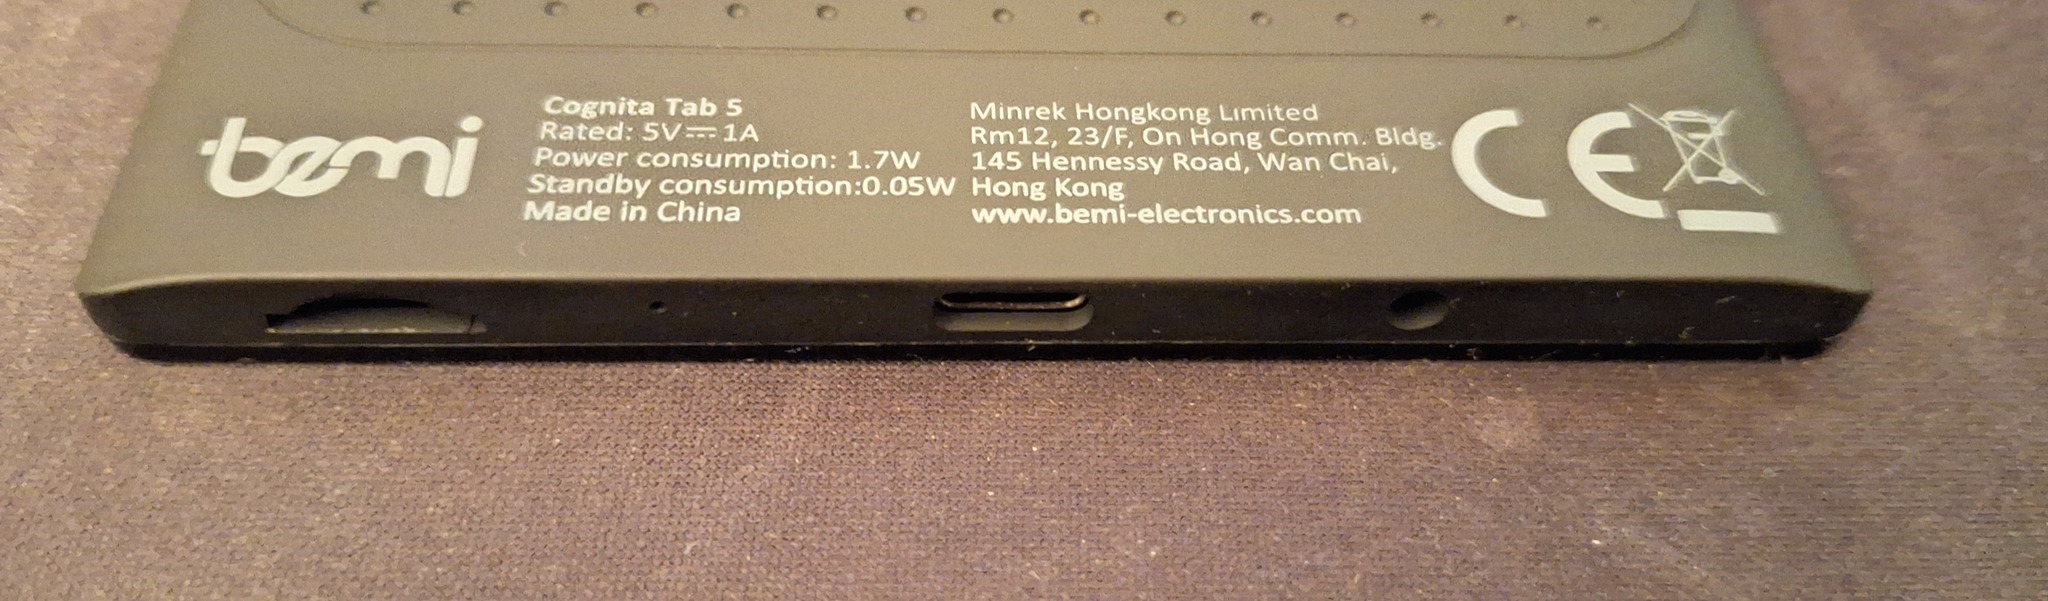 bemi
Cognita Tab 5
Rated: 5V⎓1A
Power consumption: 1.7W
Standby consumption:0.05W
Made in China
Minrek Hongkong Limited
Rm12, 23/F, On Hong Comm. Bldg.
145 Hennessy Road, Wan Chai,
Hong Kong
www.bemi-electronics.com
CE